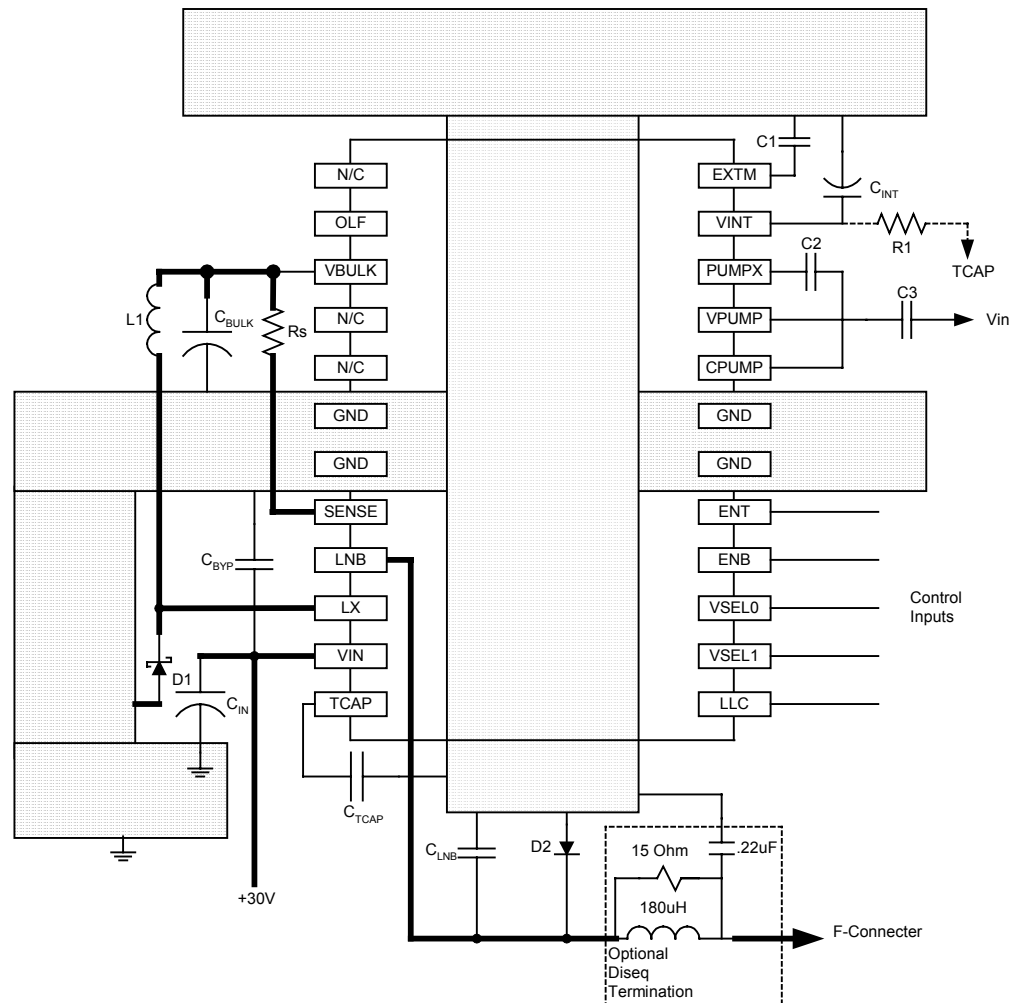 C1
N/C
EXTM
CINT
OLF
VINT
R1
C2
TCAP
VBULK
PUMPX
L1
CBULK
Rs
C3
N/C
VPUMP
Vin
N/C
CPUMP
GND
GND
GND
GND
SENSE
ENT
CBYP
LNB
ENB
LX
VSEL0
Control
Inputs
VIN
VSEL1
D1
CIN
TCAP
LLC
CTCAP
CLNB
D2
15 Ohm
.22uF
180uH
+30V
F-Connecter
Optional
Diseq
Termination